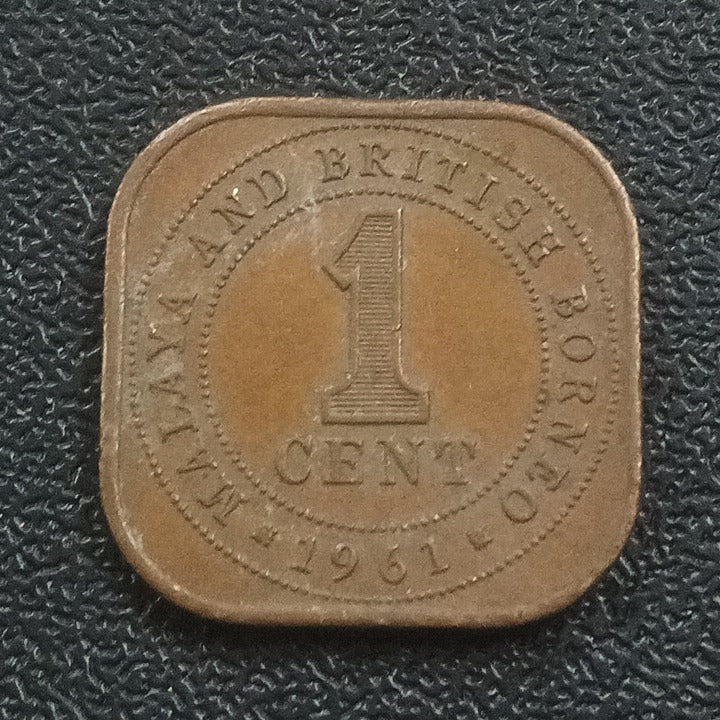 MALAYA AND BRITISH BORNEO
1
CENT
1961